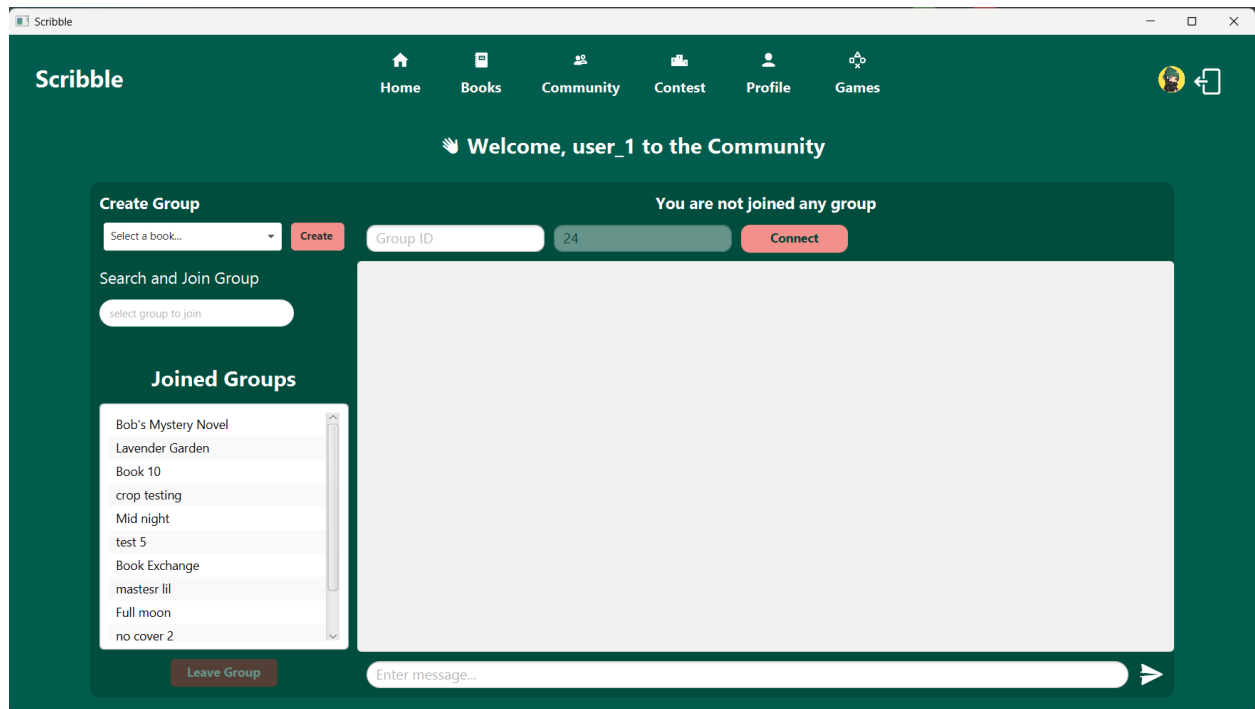 Scribble
Scribble
Home
Books
Community
Contest
Profile
Games
👋 Welcome, user_1 to the Community
Create Group
You are not joined any group
Select a book...
Create
Group ID
24
Connect
Search and Join Group
select group to join
Joined Groups
Bob's Mystery Novel
Lavender Garden
Book 10
crop testing
Mid night
test 5
Book Exchange
mastesr lil
Full moon
no cover 2
Leave Group
Enter message...